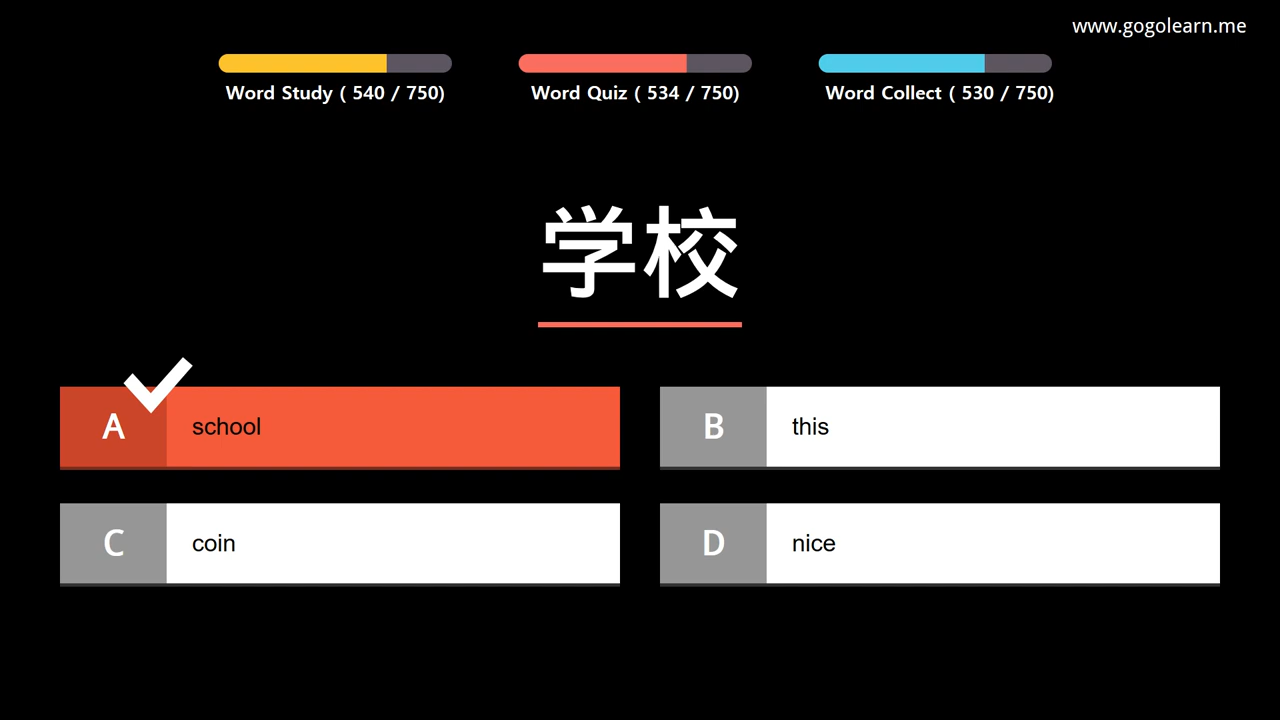 www.gogolearn.me
Word Study ( 540 / 750)
Word Quiz ( 534 / 750)
Word Collect ( 530 / 750)
学校
A school
B this
C coin
D nice